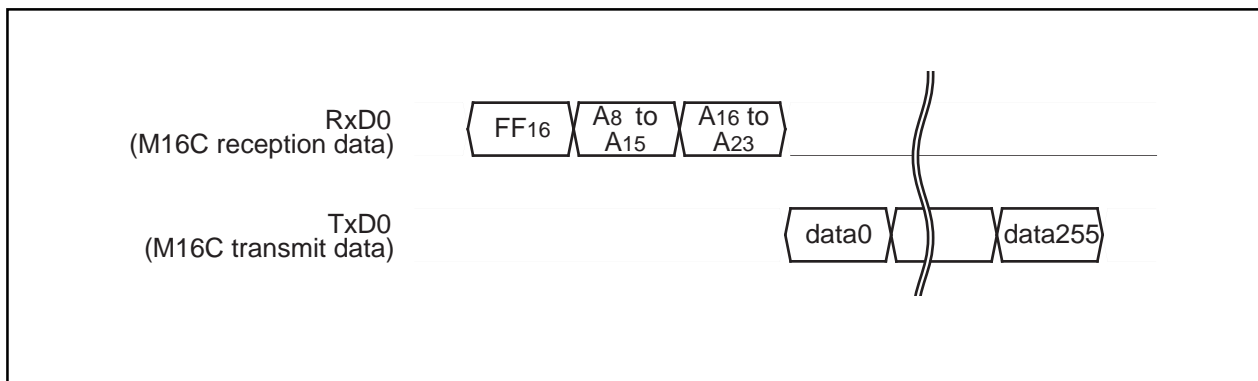 RxD0
(M16C reception data)
FF16
A8 to
A15
A16 to
A23
TxD0
(M16C transmit data)
data0
data255